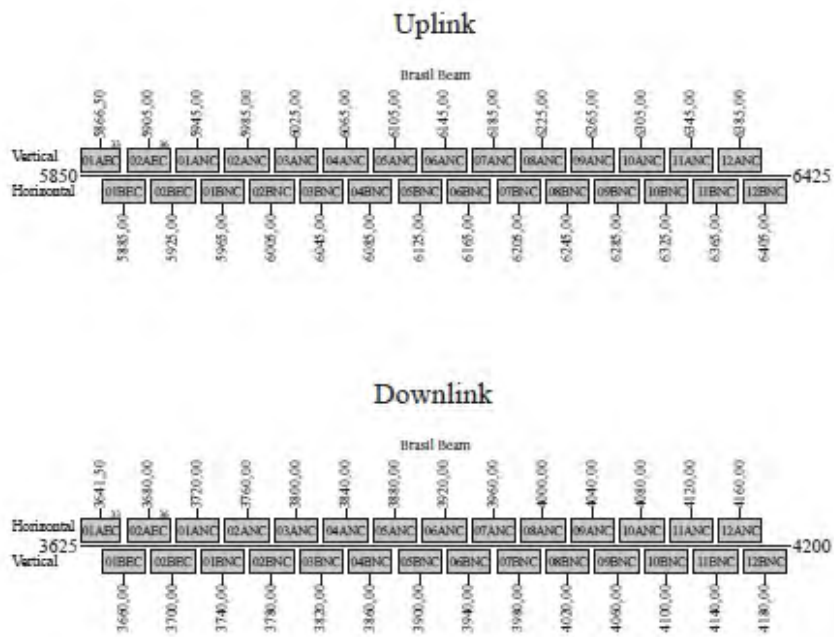 Uplink
Brasil Beam
5866,50 5905,00 5945,00 5985,00 6025,00 6065,00 6105,00 6145,00 6185,00 6225,00 6265,00 6305,00 6345,00 6385,00
Vertical 01AEC 02AEC 01ANC 02ANC 03ANC 04ANC 05ANC 06ANC 07ANC 08ANC 09ANC 10ANC 11ANC 12ANC
5850 6425
Horizontal 01BEC 02BEC 01BNC 02BNC 03BNC 04BNC 05BNC 06BNC 07BNC 08BNC 09BNC 10BNC 11BNC 12BNC
5885,00 5925,00 5965,00 6005,00 6045,00 6085,00 6125,00 6165,00 6205,00 6245,00 6285,00 6325,00 6365,00 6405,00
Downlink
Brasil Beam
3641,50 3680,00 3720,00 3760,00 3800,00 3840,00 3880,00 3920,00 3960,00 4000,00 4040,00 4080,00 4120,00 4160,00
Horizontal 01AEC 02AEC 01ANC 02ANC 03ANC 04ANC 05ANC 06ANC 07ANC 08ANC 09ANC 10ANC 11ANC 12ANC
3625 4200
Vertical 01BEC 02BEC 01BNC 02BNC 03BNC 04BNC 05BNC 06BNC 07BNC 08BNC 09BNC 10BNC 11BNC 12BNC
3660,00 3700,00 3740,00 3780,00 3820,00 3860,00 3900,00 3940,00 3980,00 4020,00 4060,00 4100,00 4140,00 4180,00